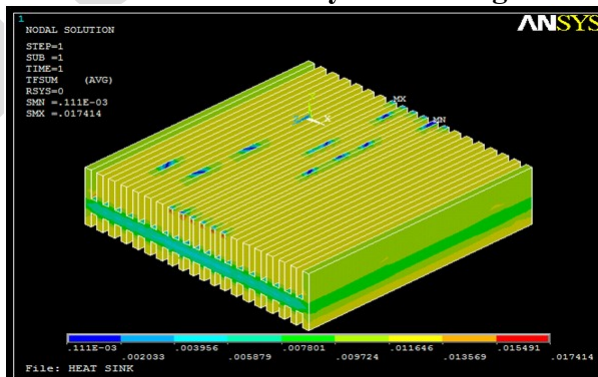 1
NODAL SOLUTION
ANSYS
STEP=1
SUB =1
TIME=1
TFSUM (AVG)
RSYS=0
SMN =.111E-03
SMX =.017414
MX
MN
X
.111E-03 .003956 .007801 .011646 .015491
.002033 .005879 .009724 .013569 .017414
File: HEAT SINK